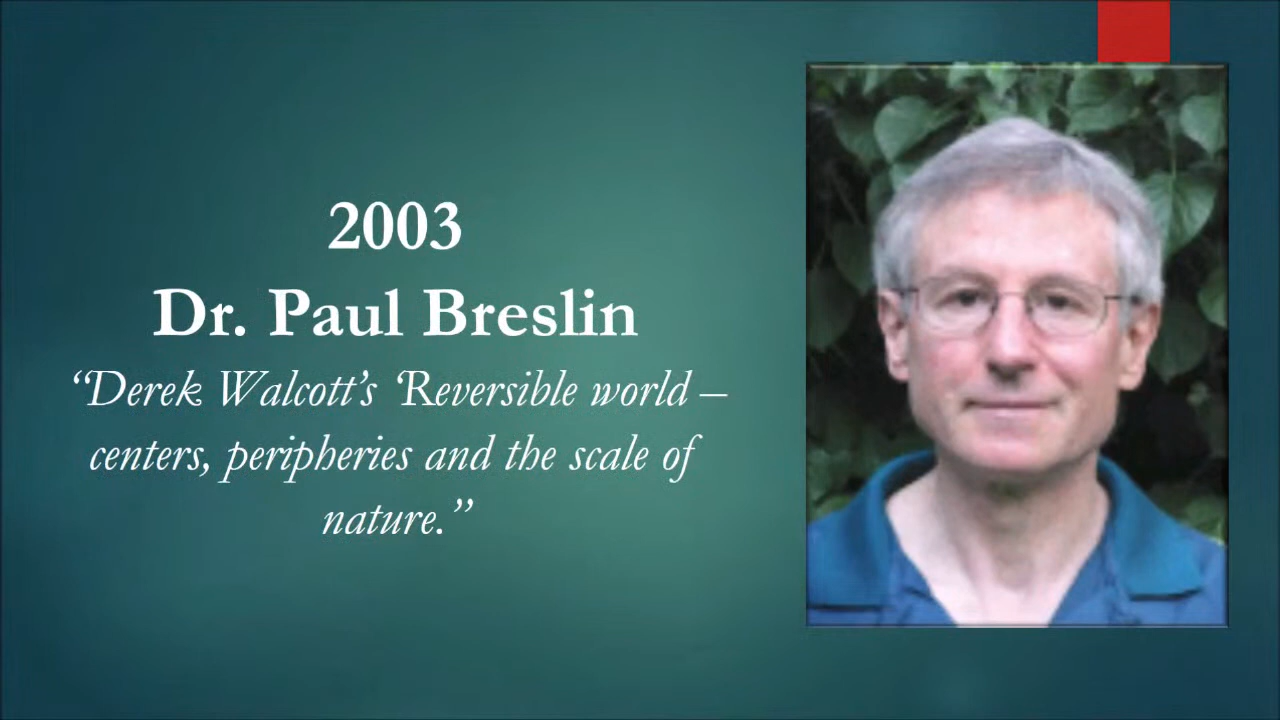 2003
Dr. Paul Breslin
“Derek Walcott’s ‘Reversible world –
centers, peripheries and the scale of
nature.”